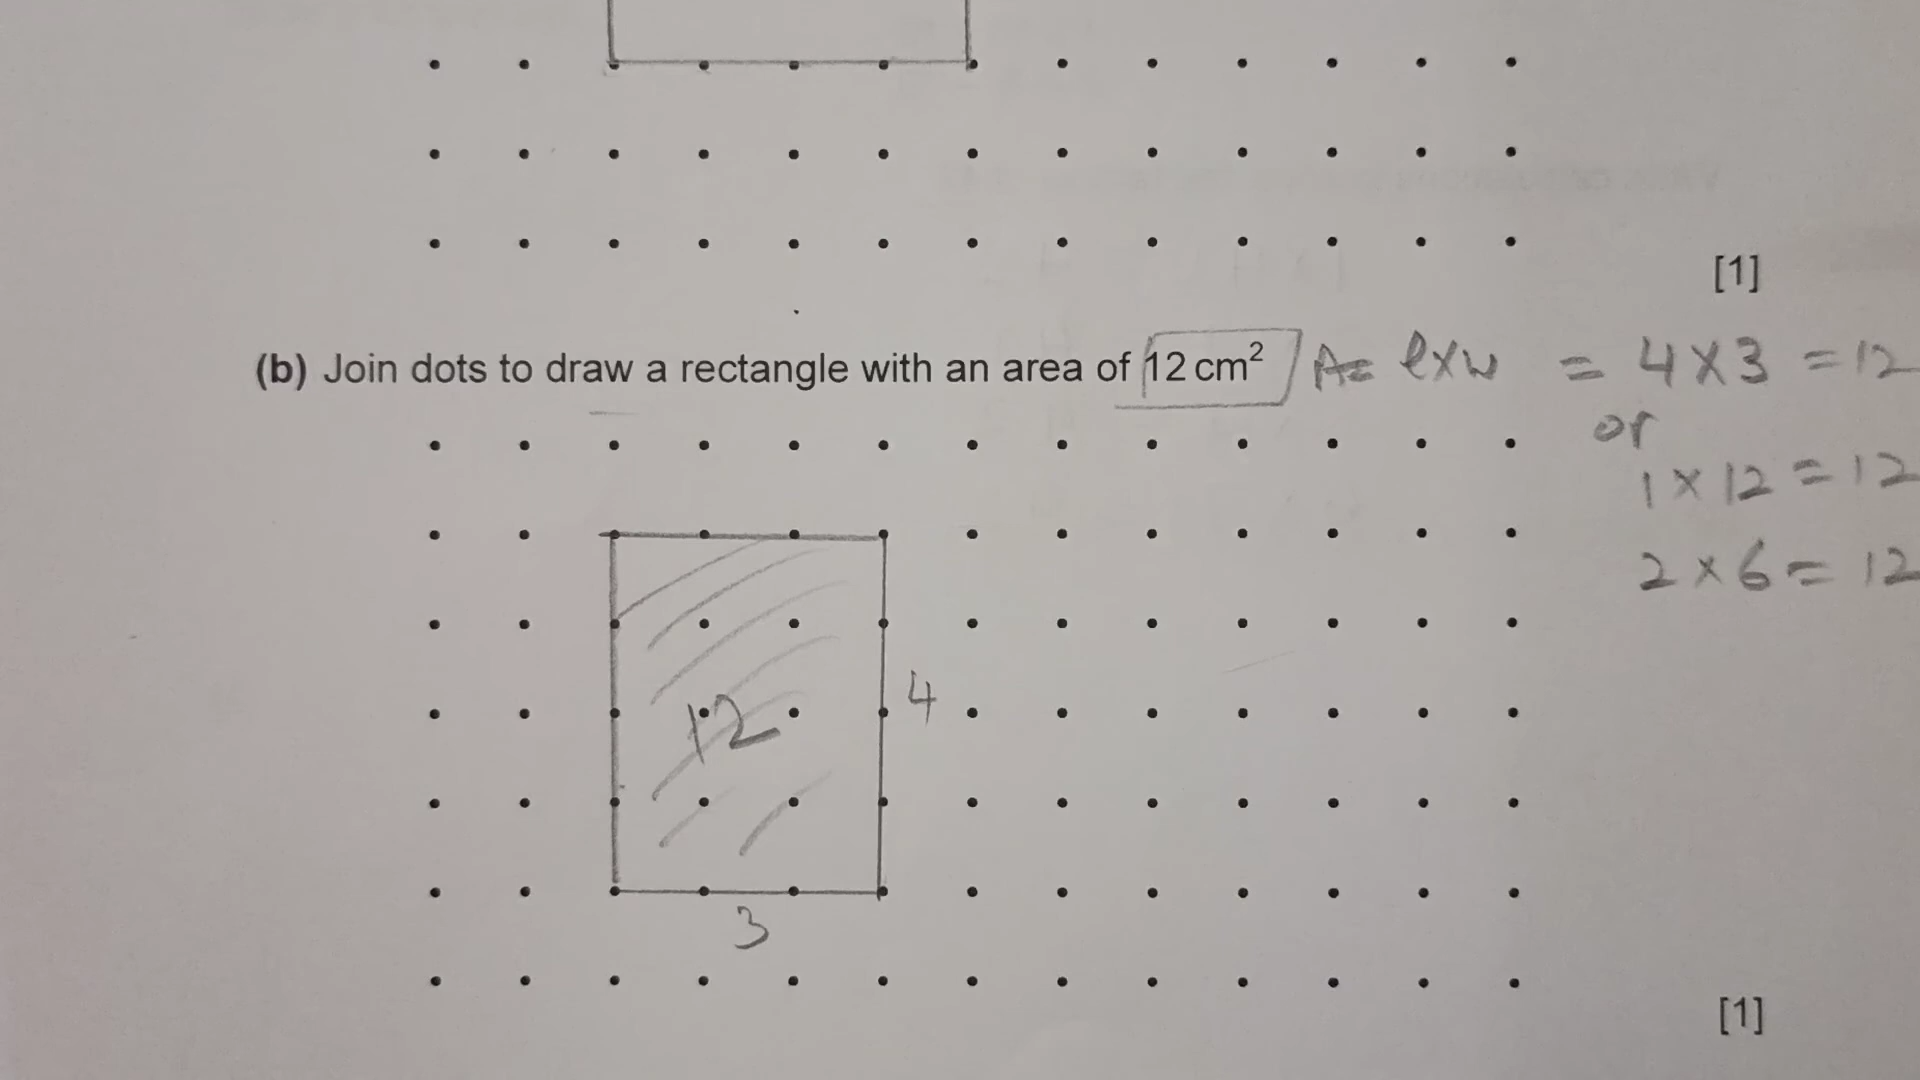 [1]
(b) Join dots to draw a rectangle with an area of 12 cm² A = l x w = 4 x 3 = 12
or
1 x 12 = 12
2 x 6 = 12
4
12
3
[1]